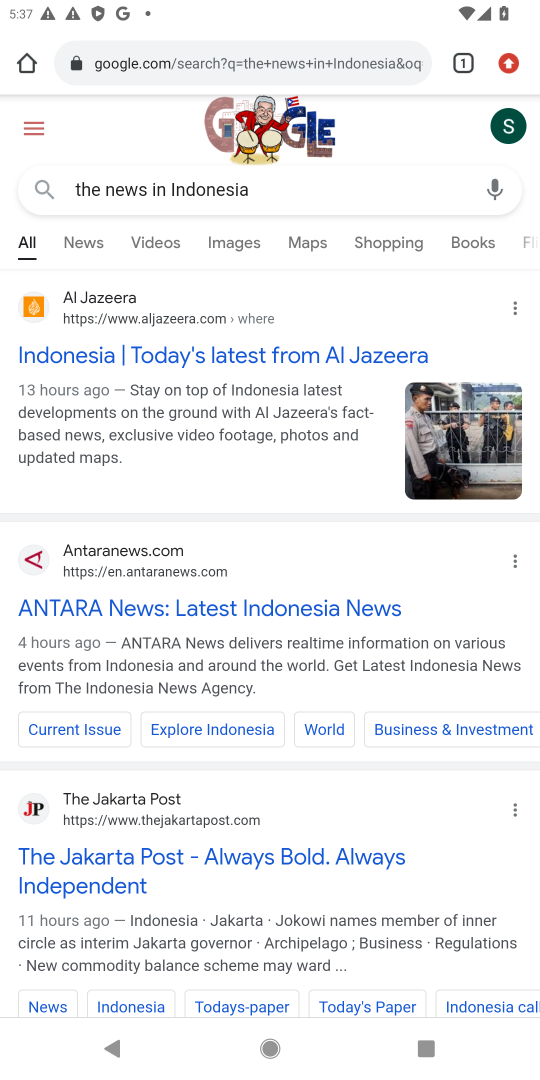 5:37
google.com/search?q=the+news+in+Indonesia&oq
1
GOOGLE
S
the news in Indonesia
All News Videos Images Maps Shopping Books Fli
Al Jazeera
https://www.aljazeera.com › where
Indonesia | Today's latest from Al Jazeera
13 hours ago — Stay on top of Indonesia latest
developments on the ground with Al Jazeera's fact-
based news, exclusive video footage, photos and
updated maps.
Antaranews.com
https://en.antaranews.com
ANTARA News: Latest Indonesia News
4 hours ago — ANTARA News delivers realtime information on various
events from Indonesia and around the world. Get Latest Indonesia News
from The Indonesia News Agency.
Current Issue Explore Indonesia World Business & Investment
JP
The Jakarta Post
https://www.thejakartapost.com
The Jakarta Post - Always Bold. Always
Independent
11 hours ago — Indonesia · Jakarta · Jokowi names member of inner
circle as interim Jakarta governor · Archipelago ; Business · Regulations
· New commodity balance scheme may ward ...
News Indonesia Todays-paper Today's Paper Indonesia call